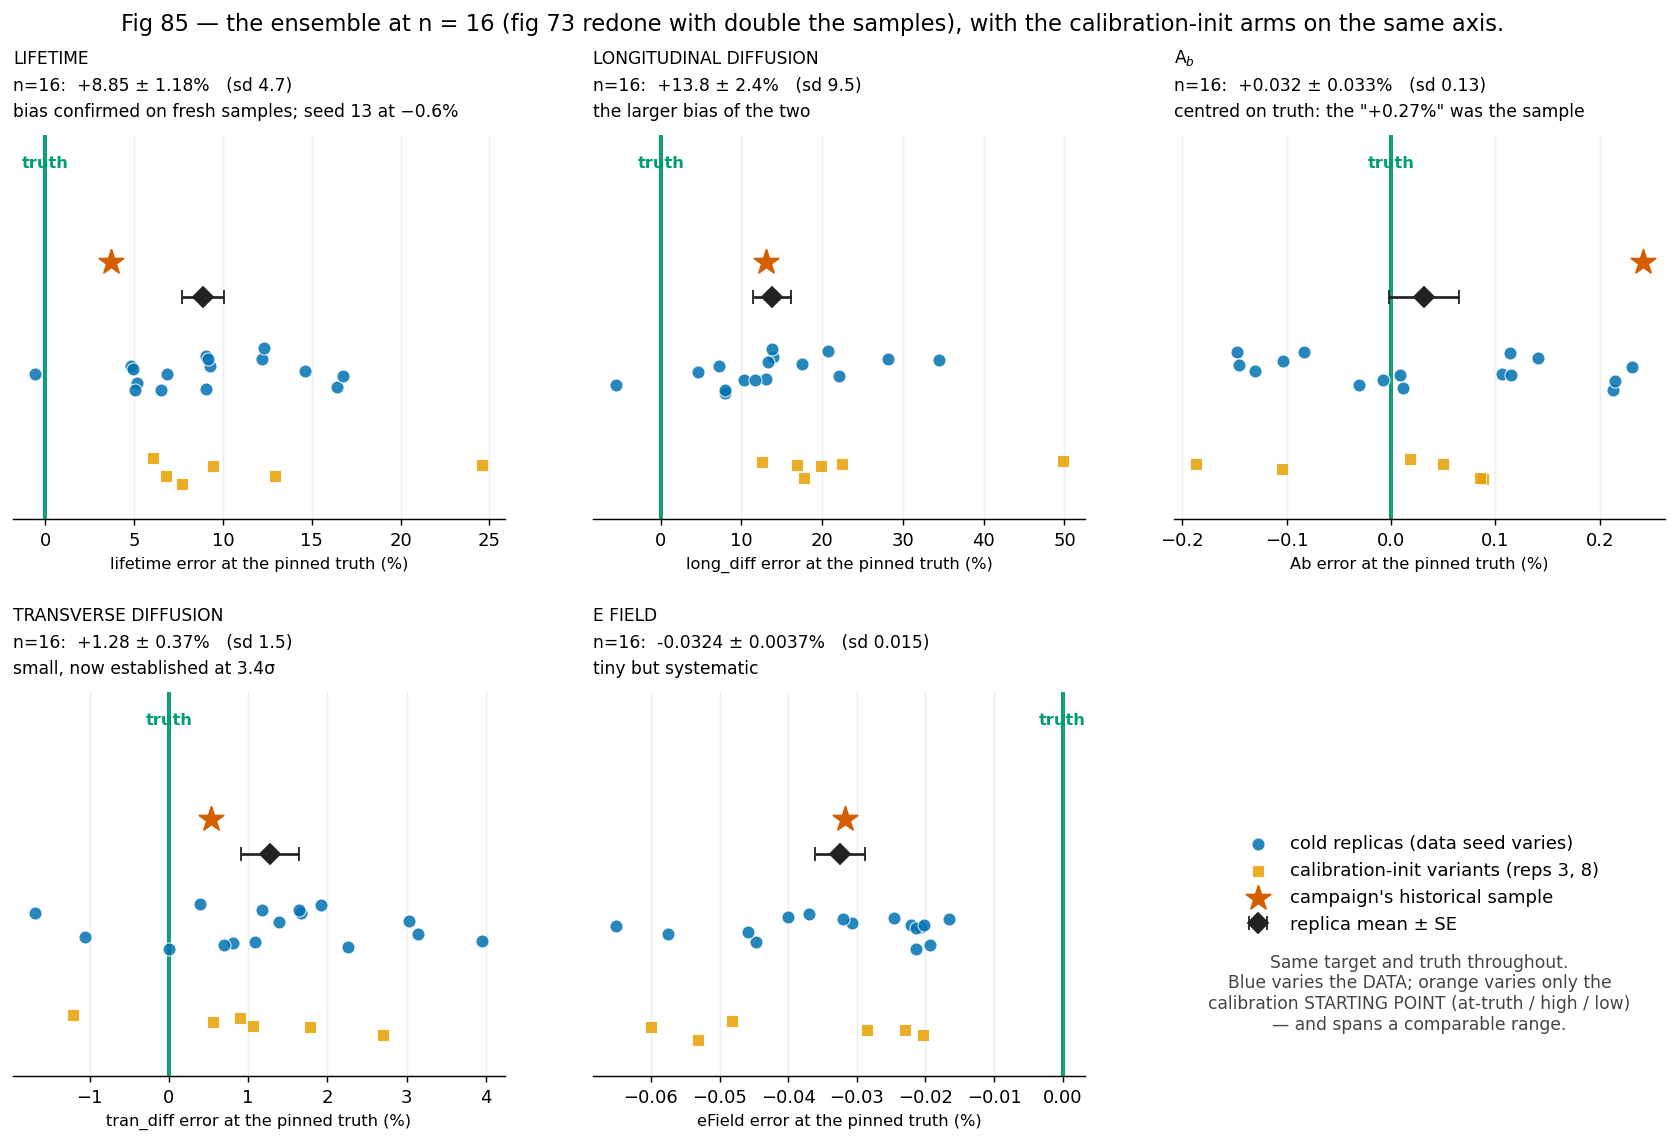 Fig 85 — the ensemble at n = 16 (fig 73 redone with double the samples), with the calibration-init arms on the same axis.
LIFETIME
n=16:  +8.85 ± 1.18%   (sd 4.7)
bias confirmed on fresh samples; seed 13 at −0.6%
truth
0 5 10 15 20 25
lifetime error at the pinned truth (%)
LONGITUDINAL DIFFUSION
n=16:  +13.8 ± 2.4%   (sd 9.5)
the larger bias of the two
truth
0 10 20 30 40 50
long_diff error at the pinned truth (%)
A_b
n=16:  +0.032 ± 0.033%   (sd 0.13)
centred on truth: the "+0.27%" was the sample
truth
−0.2 −0.1 0.0 0.1 0.2
Ab error at the pinned truth (%)
TRANSVERSE DIFFUSION
n=16:  +1.28 ± 0.37%   (sd 1.5)
small, now established at 3.4σ
truth
−1 0 1 2 3 4
tran_diff error at the pinned truth (%)
E FIELD
n=16:  -0.0324 ± 0.0037%   (sd 0.015)
tiny but systematic
truth
−0.06 −0.05 −0.04 −0.03 −0.02 −0.01 0.00
eField error at the pinned truth (%)
cold replicas (data seed varies)
calibration-init variants (reps 3, 8)
campaign's historical sample
replica mean ± SE
Same target and truth throughout.
Blue varies the DATA; orange varies only the
calibration STARTING POINT (at-truth / high / low)
— and spans a comparable range.